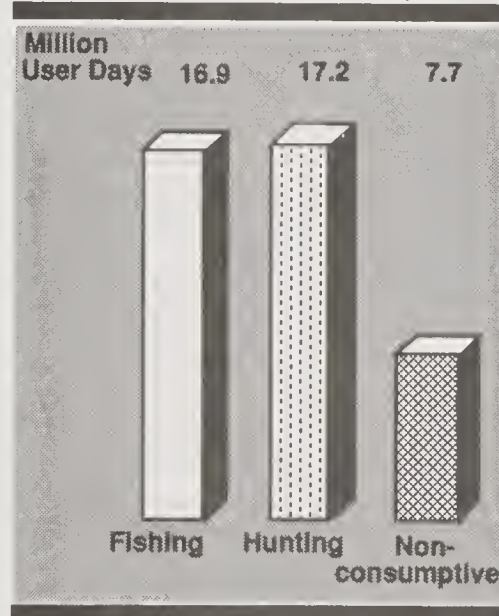 Million
User Days 16.9 17.2 7.7
Fishing Hunting Non-
consumptive